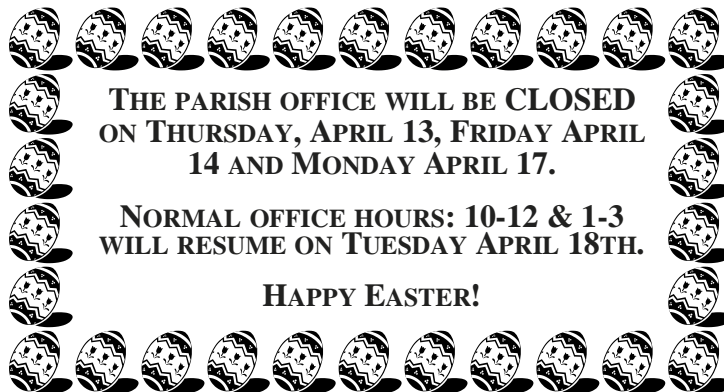 The parish office will be CLOSED
on Thursday, April 13, Friday April
14 and Monday April 17.
Normal office hours: 10-12 & 1-3
will resume on Tuesday April 18th.
Happy Easter!